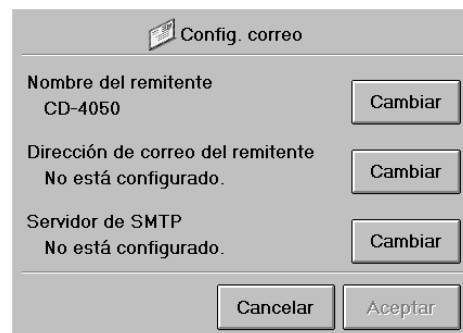 Config. correo
Nombre del remitente
CD-4050
Cambiar
Dirección de correo del remitente
No está configurado.
Cambiar
Servidor de SMTP
No está configurado.
Cambiar
Cancelar
Aceptar